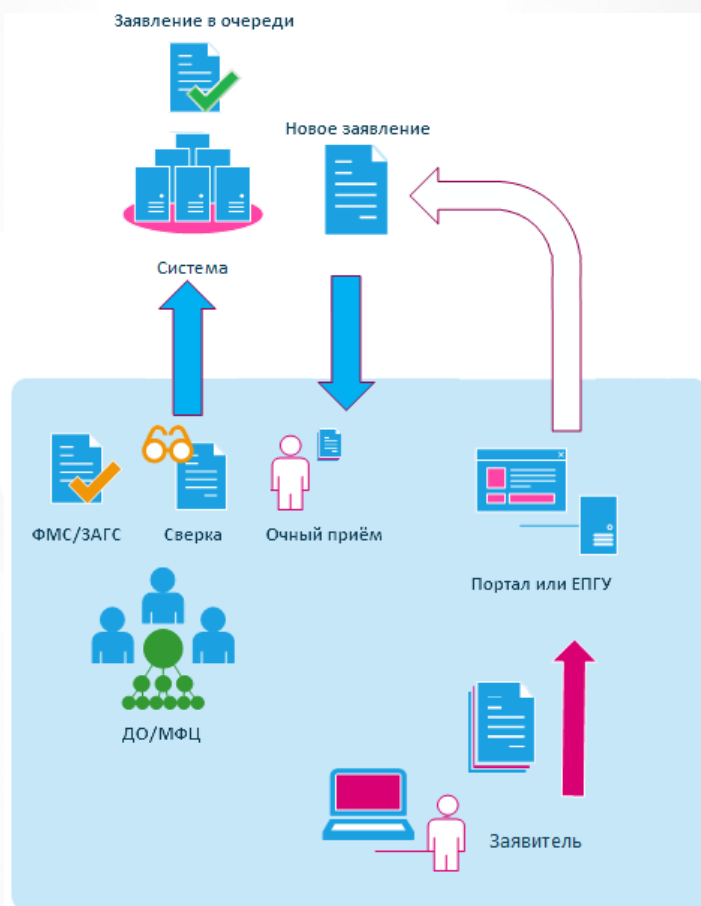 Заявление в очереди
Новое заявление
Система
ФМС/ЗАГС
Сверка
Очный приём
Портал или ЕПГУ
ДО/МФЦ
Заявитель